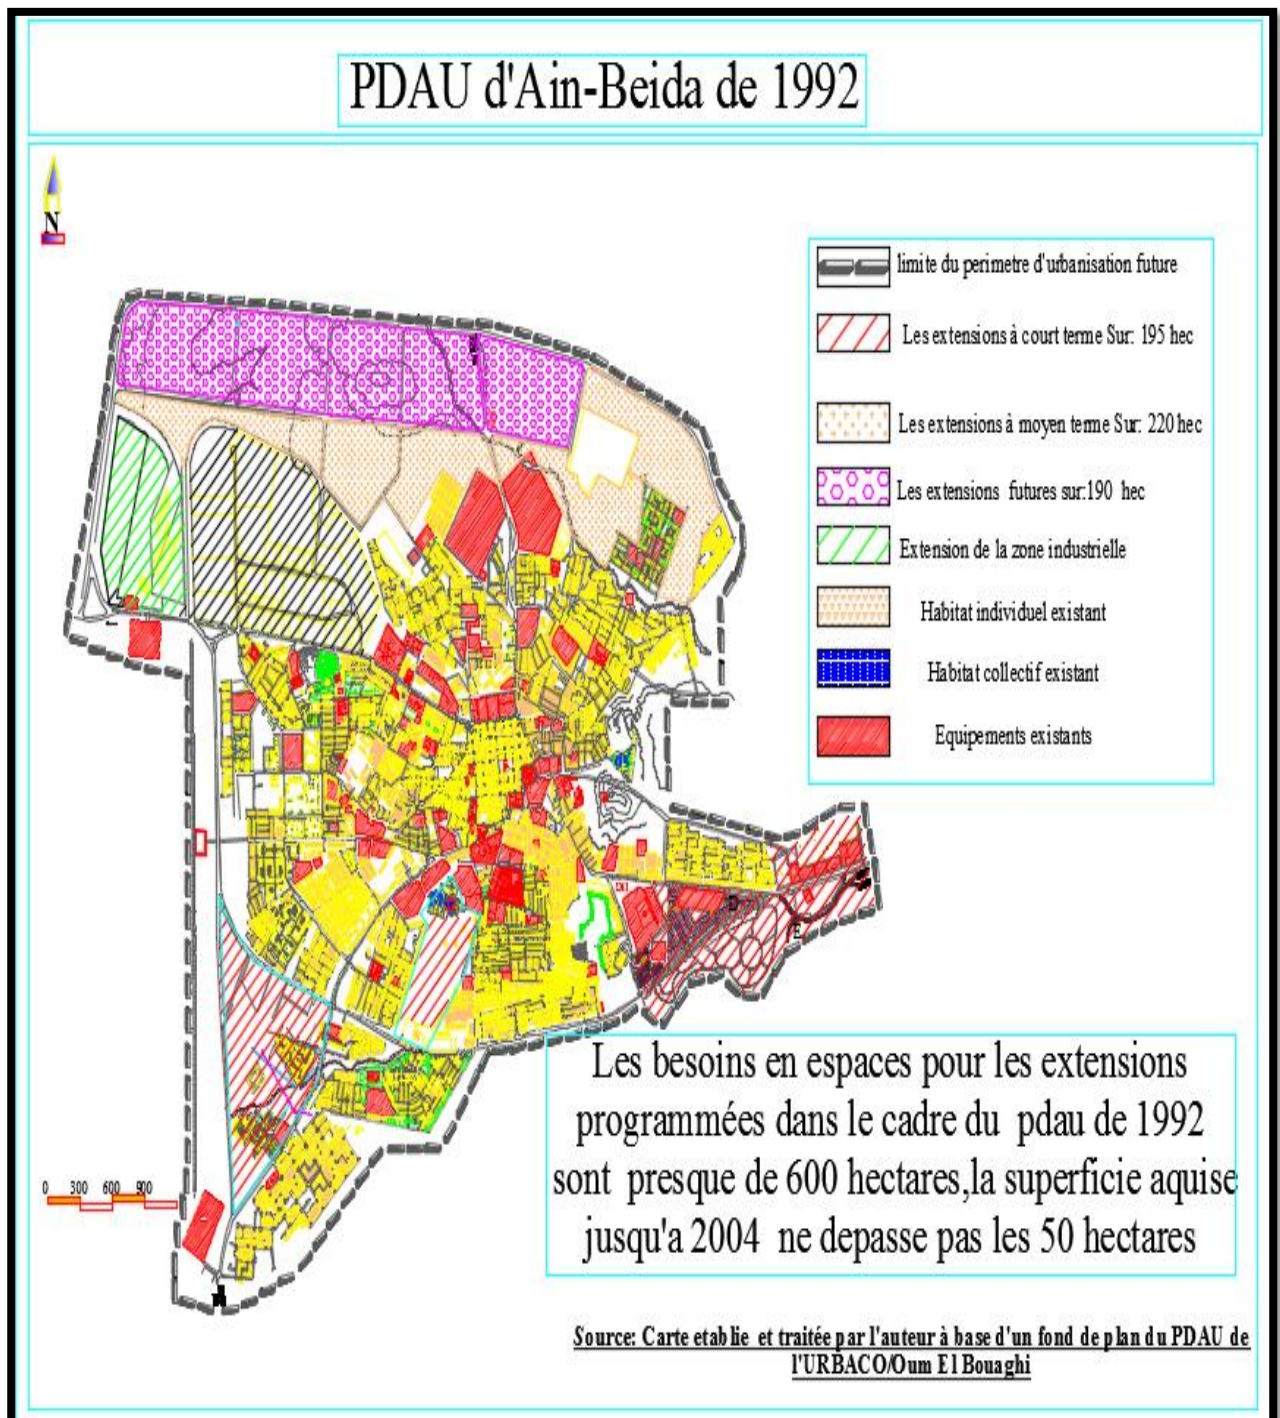 PDAU d'Ain-Beida de 1992
N
limite du perimetre d'urbanisation future
Les extensions à court terme Sur: 195 hec
Les extensions à moyen terme Sur: 220 hec
Les extensions futures sur:190 hec
Extension de la zone industrielle
Habitat individuel existant
Habitat collectif existant
Equipements existants
0 300 600 900
Les besoins en espaces pour les extensions
programmées dans le cadre du pdau de 1992
sont presque de 600 hectares,la superficie aquise
jusqu'a 2004 ne depasse pas les 50 hectares
Source: Carte etablie et traitée par l'auteur à base d'un fond de plan du PDAU de
l'URBACO/Oum El Bouaghi